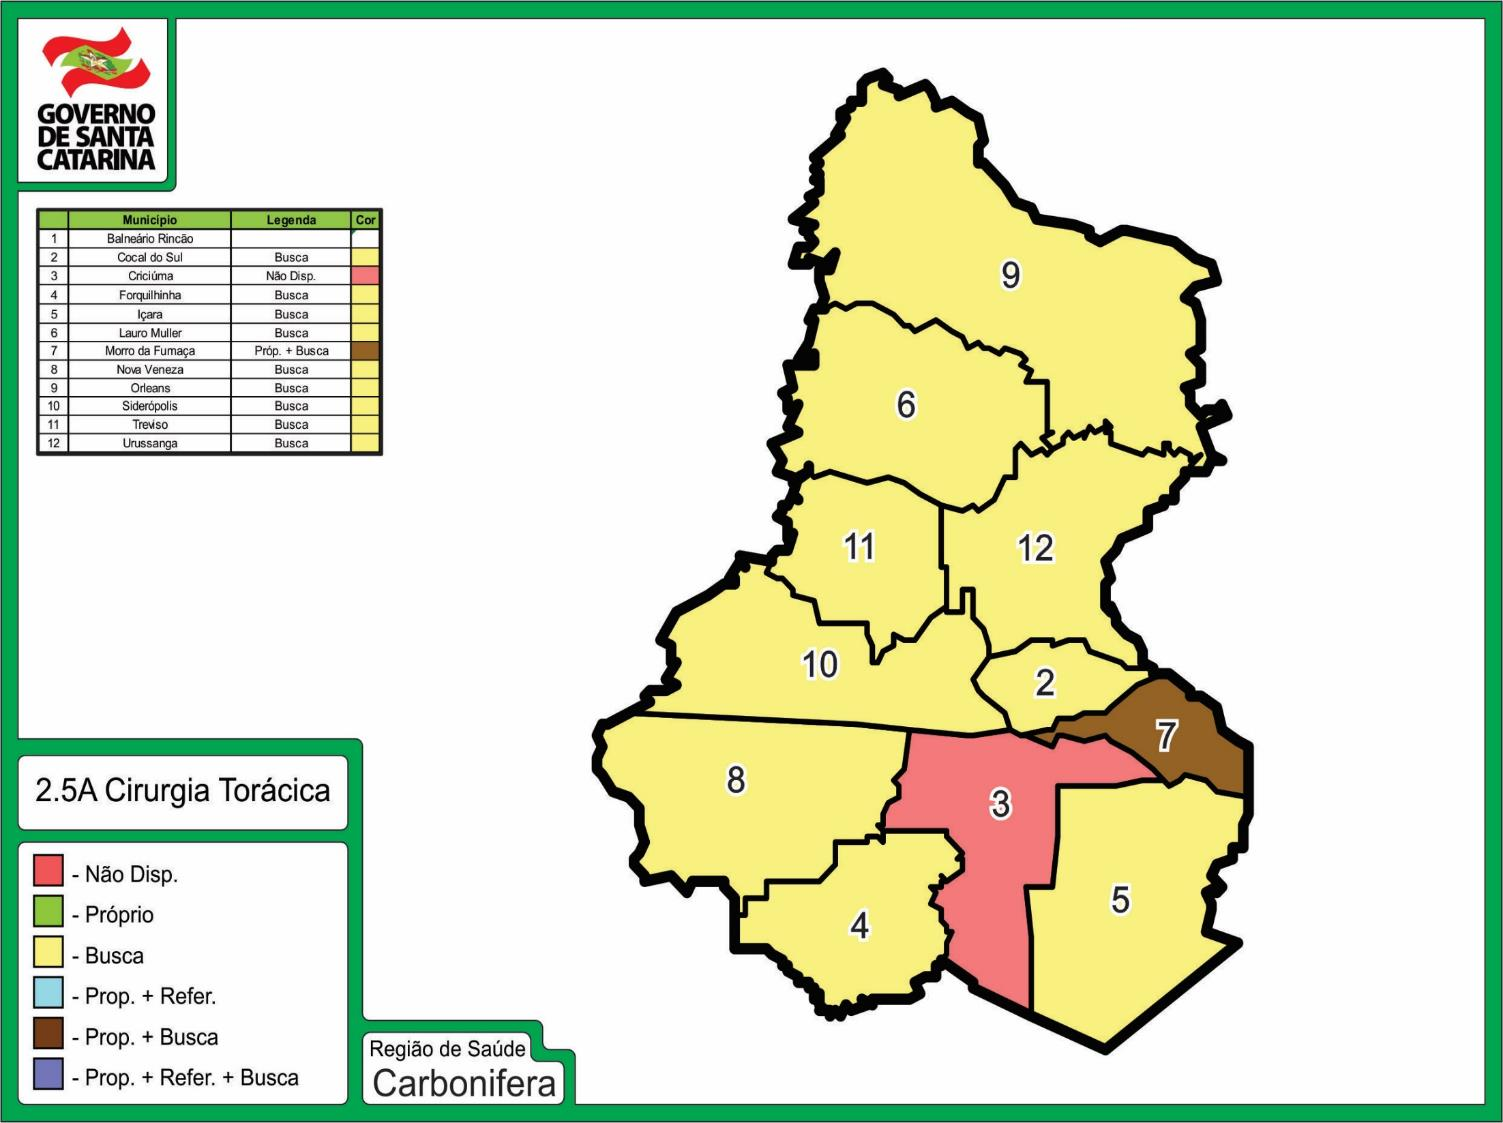 GOVERNO
DE SANTA
CATARINA
Município Legenda Cor
1 Balneário Rincão
2 Cocal do Sul Busca
3 Criciúma Não Disp.
4 Forquilhinha Busca
5 Içara Busca
6 Lauro Muller Busca
7 Morro da Fumaça Próp. + Busca
8 Nova Veneza Busca
9 Orleans Busca
10 Siderópolis Busca
11 Treviso Busca
12 Urussanga Busca
9
6
11
12
10
2
7
8
3
5
4
2.5A Cirurgia Torácica
- Não Disp.
- Próprio
- Busca
- Prop. + Refer.
- Prop. + Busca
- Prop. + Refer. + Busca
Região de Saúde
Carbonifera